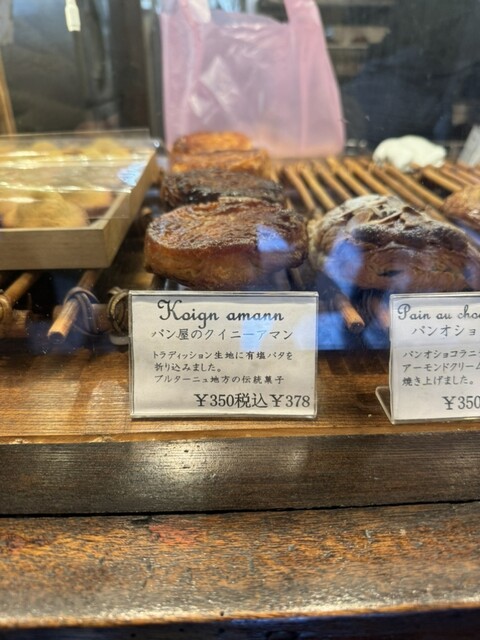 Koign amann
パン屋のクイニーアマン
トラディッション生地に有塩バタを
折り込みました。
ブルターニュ地方の伝統菓子
￥350税込￥378
Pain au cho
パンオショ
パンオショコラニ
アーモンドクリーム
焼き上げました。
￥350